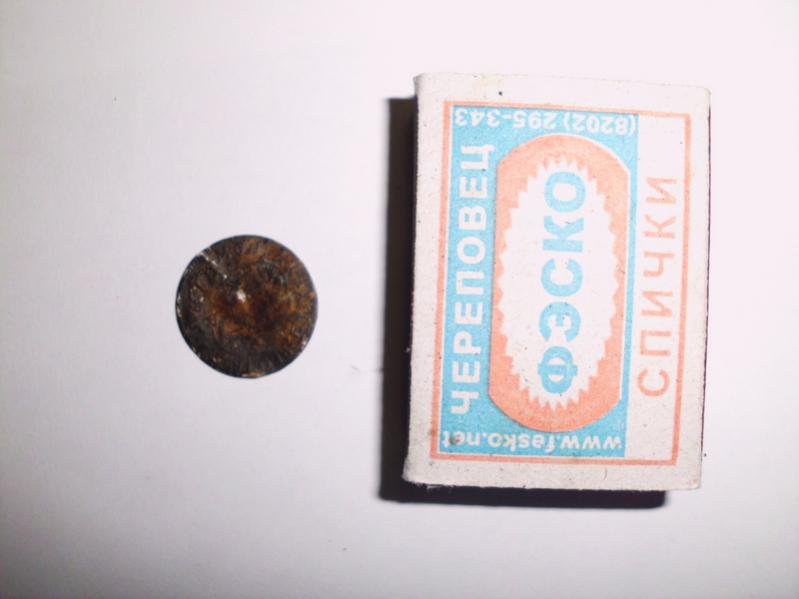 (8202) 295-343
ЧЕРЕПОВЕЦ
ФЭСКО
СПИЧКИ
www.fesko.net